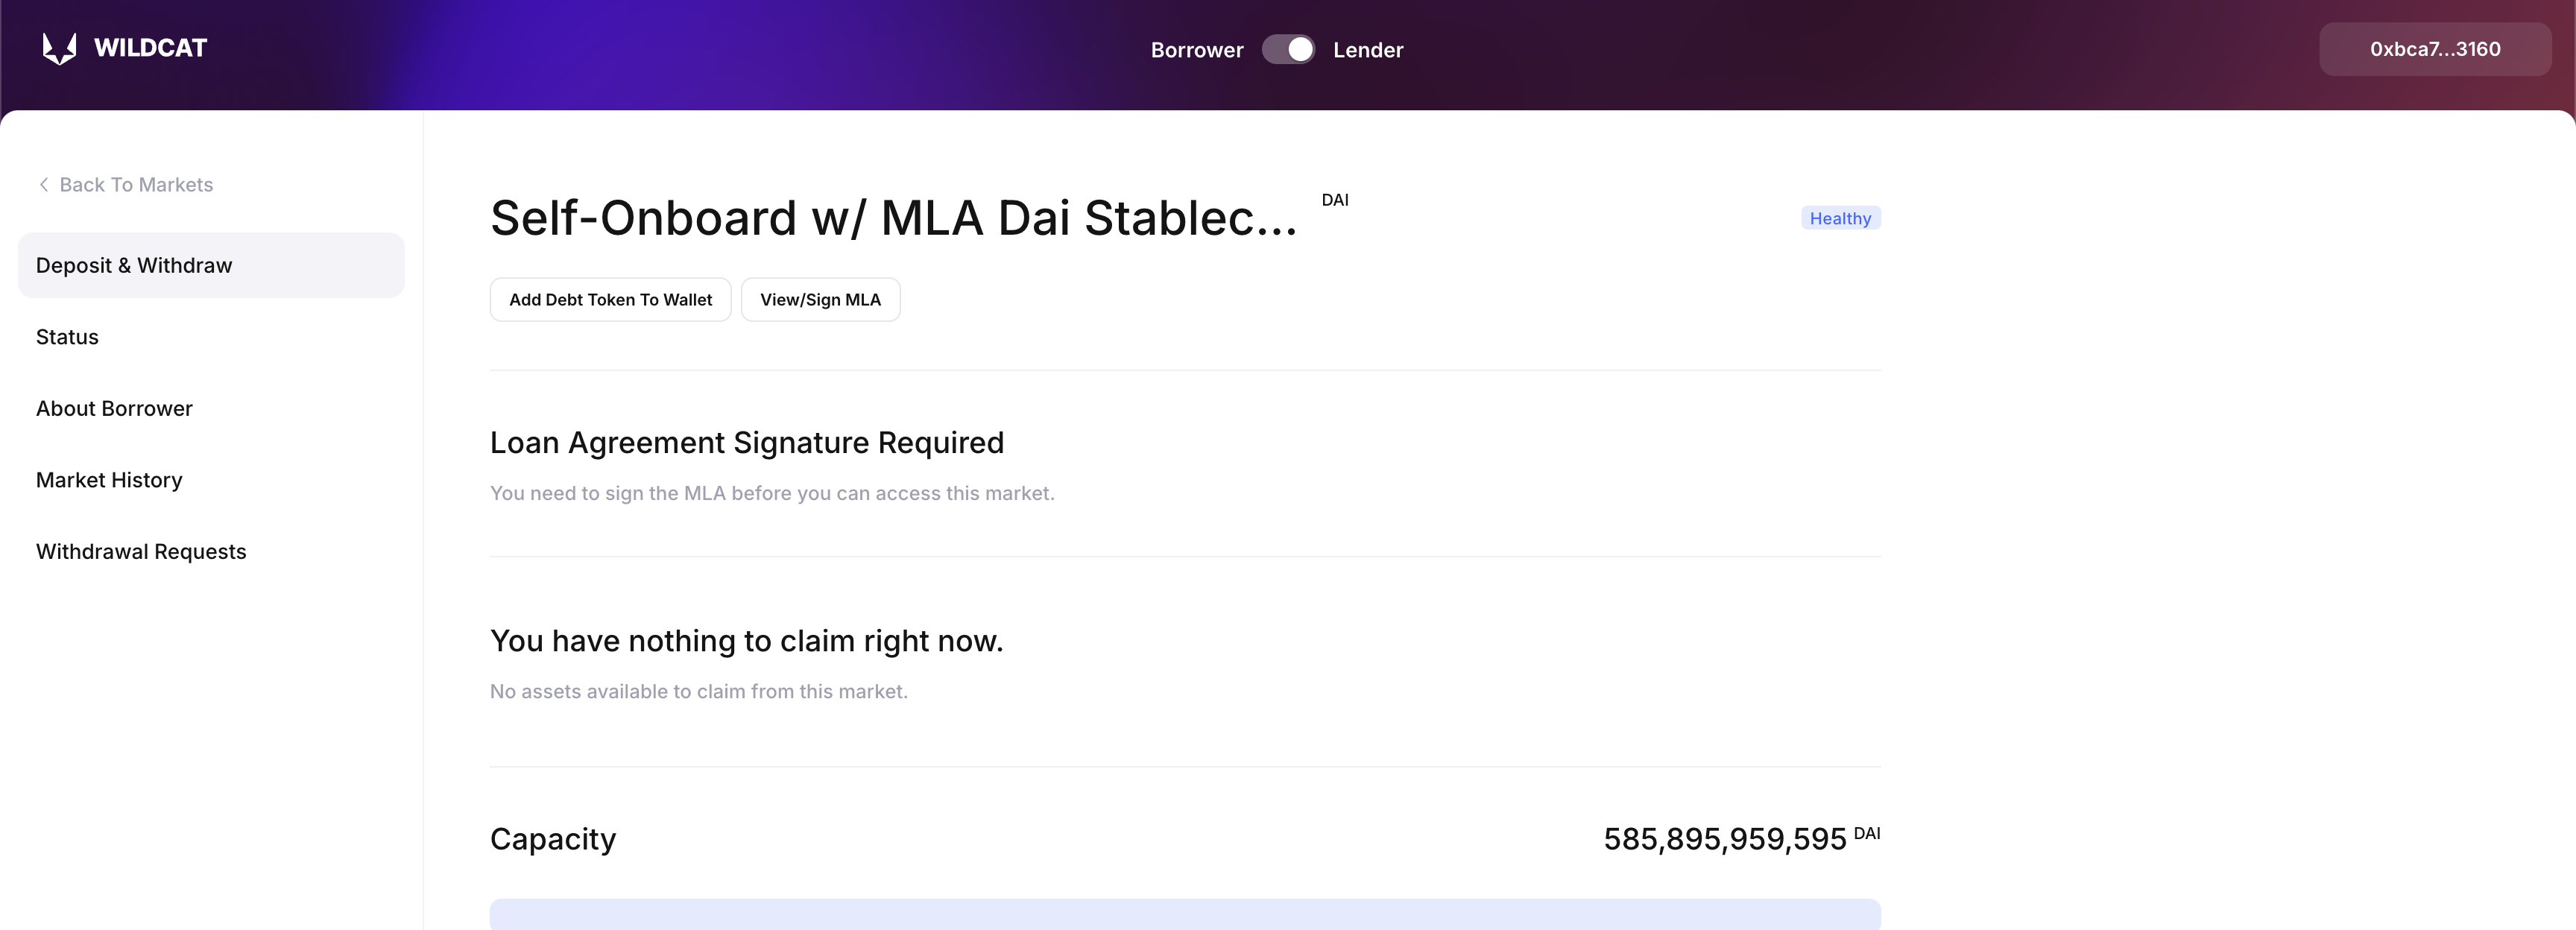 WILDCAT
Borrower Lender
0xbca7...3160
Back To Markets
Deposit & Withdraw
Status
About Borrower
Market History
Withdrawal Requests
Self-Onboard w/ MLA Dai Stablec... DAI
Healthy
Add Debt Token To Wallet View/Sign MLA
Loan Agreement Signature Required
You need to sign the MLA before you can access this market.
You have nothing to claim right now.
No assets available to claim from this market.
Capacity 585,895,959,595 DAI